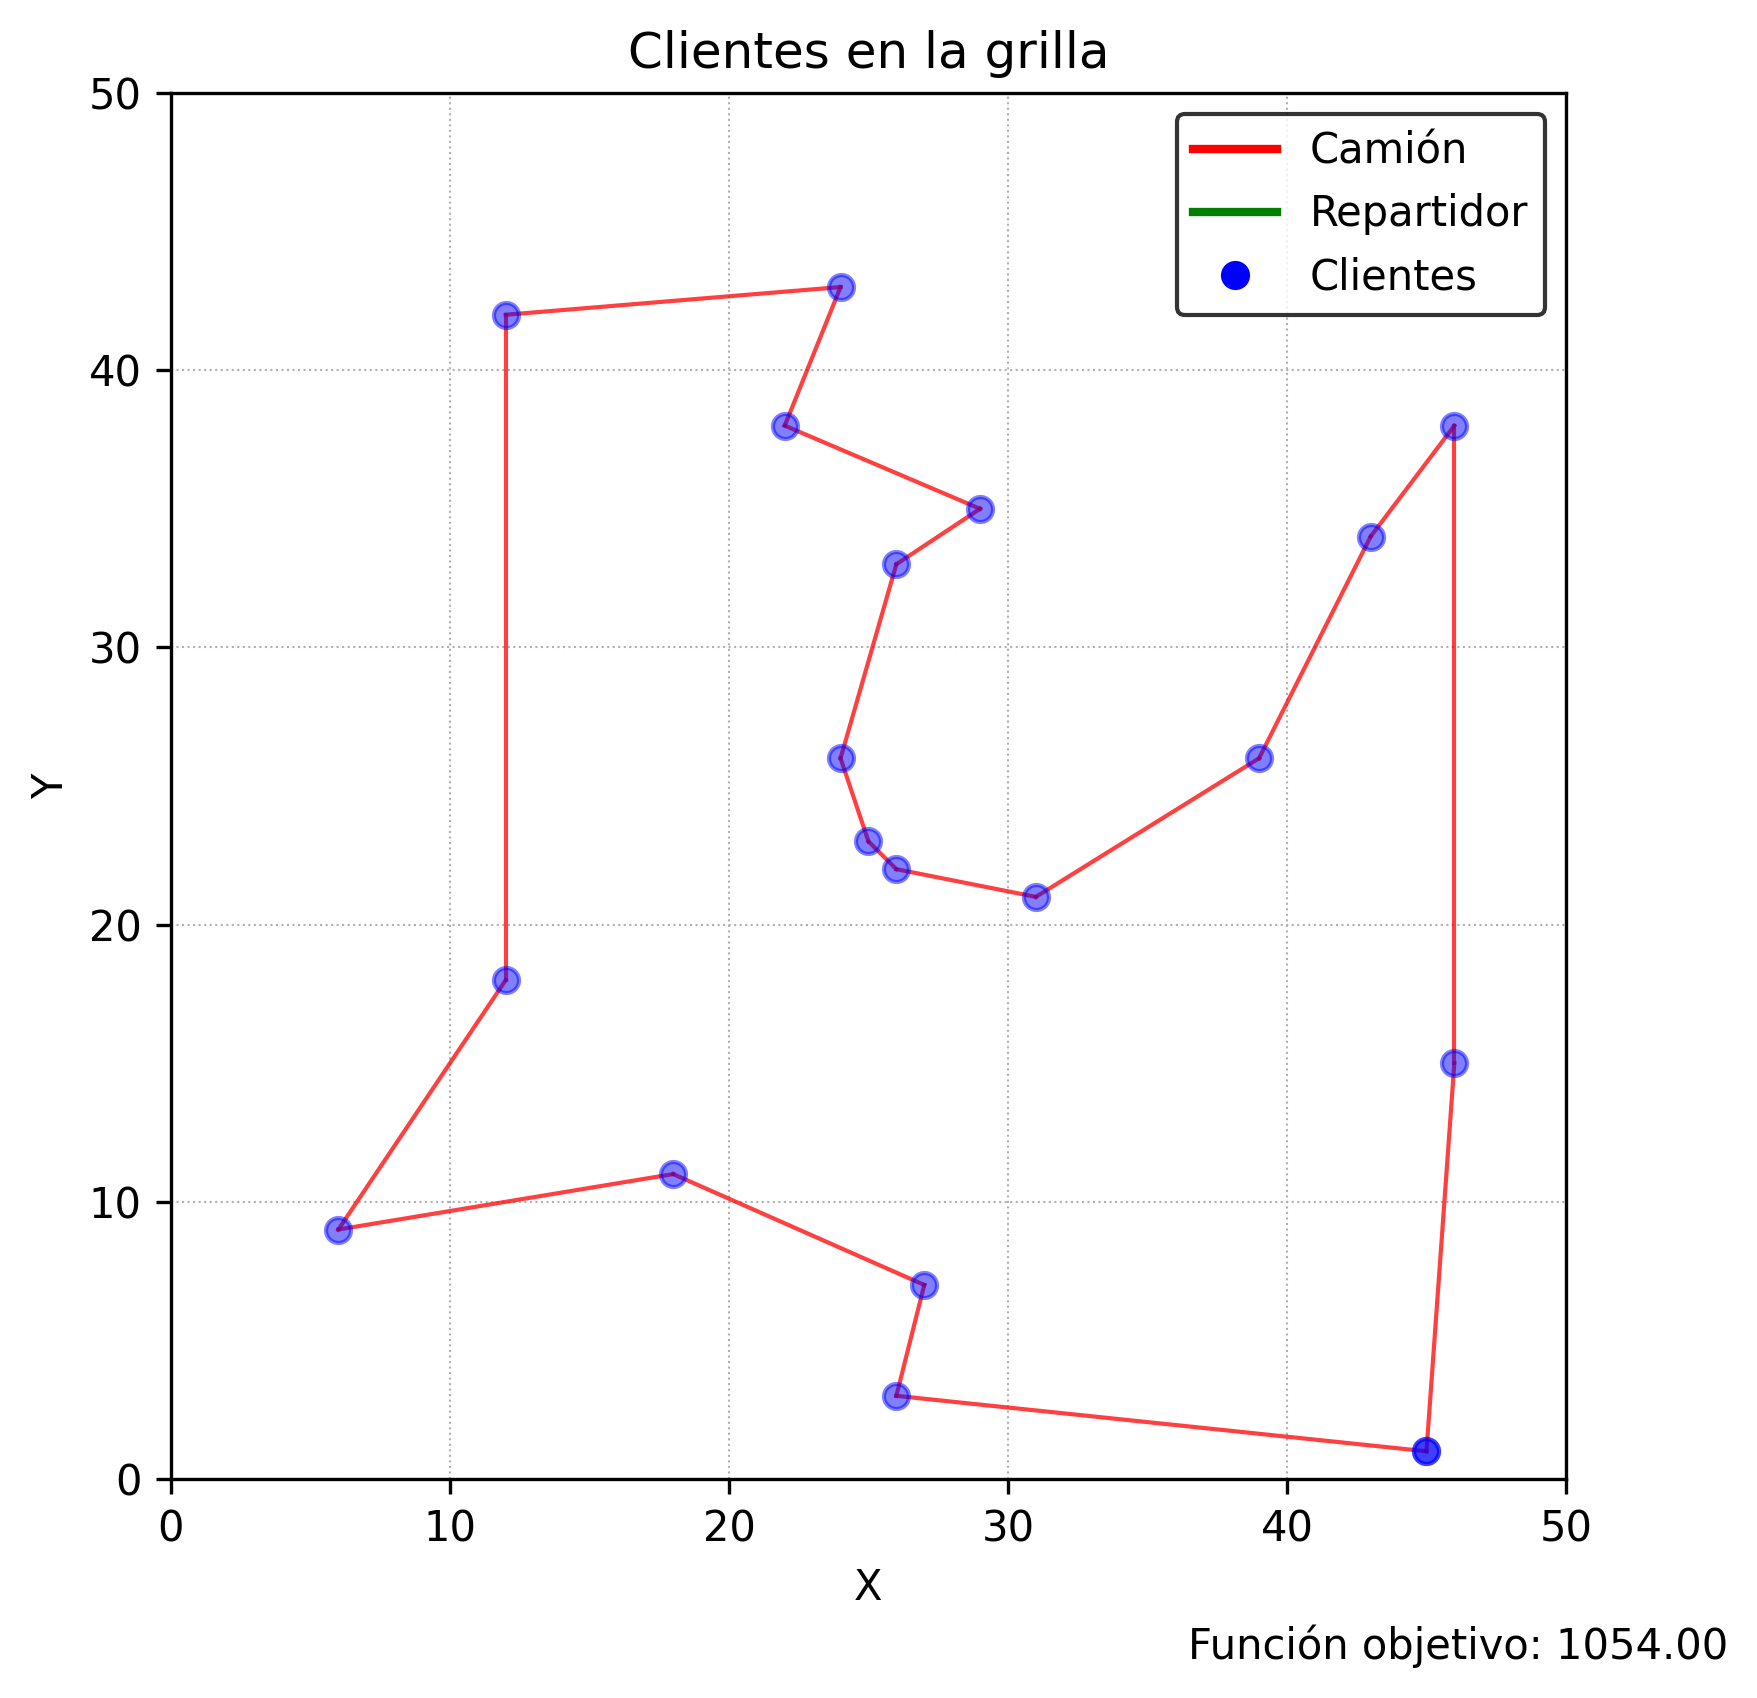 Clientes en la grilla
Camión
Repartidor
Clientes
50
40
30
20
10
0
Y
0 10 20 30 40 50
X
Función objetivo: 1054.00